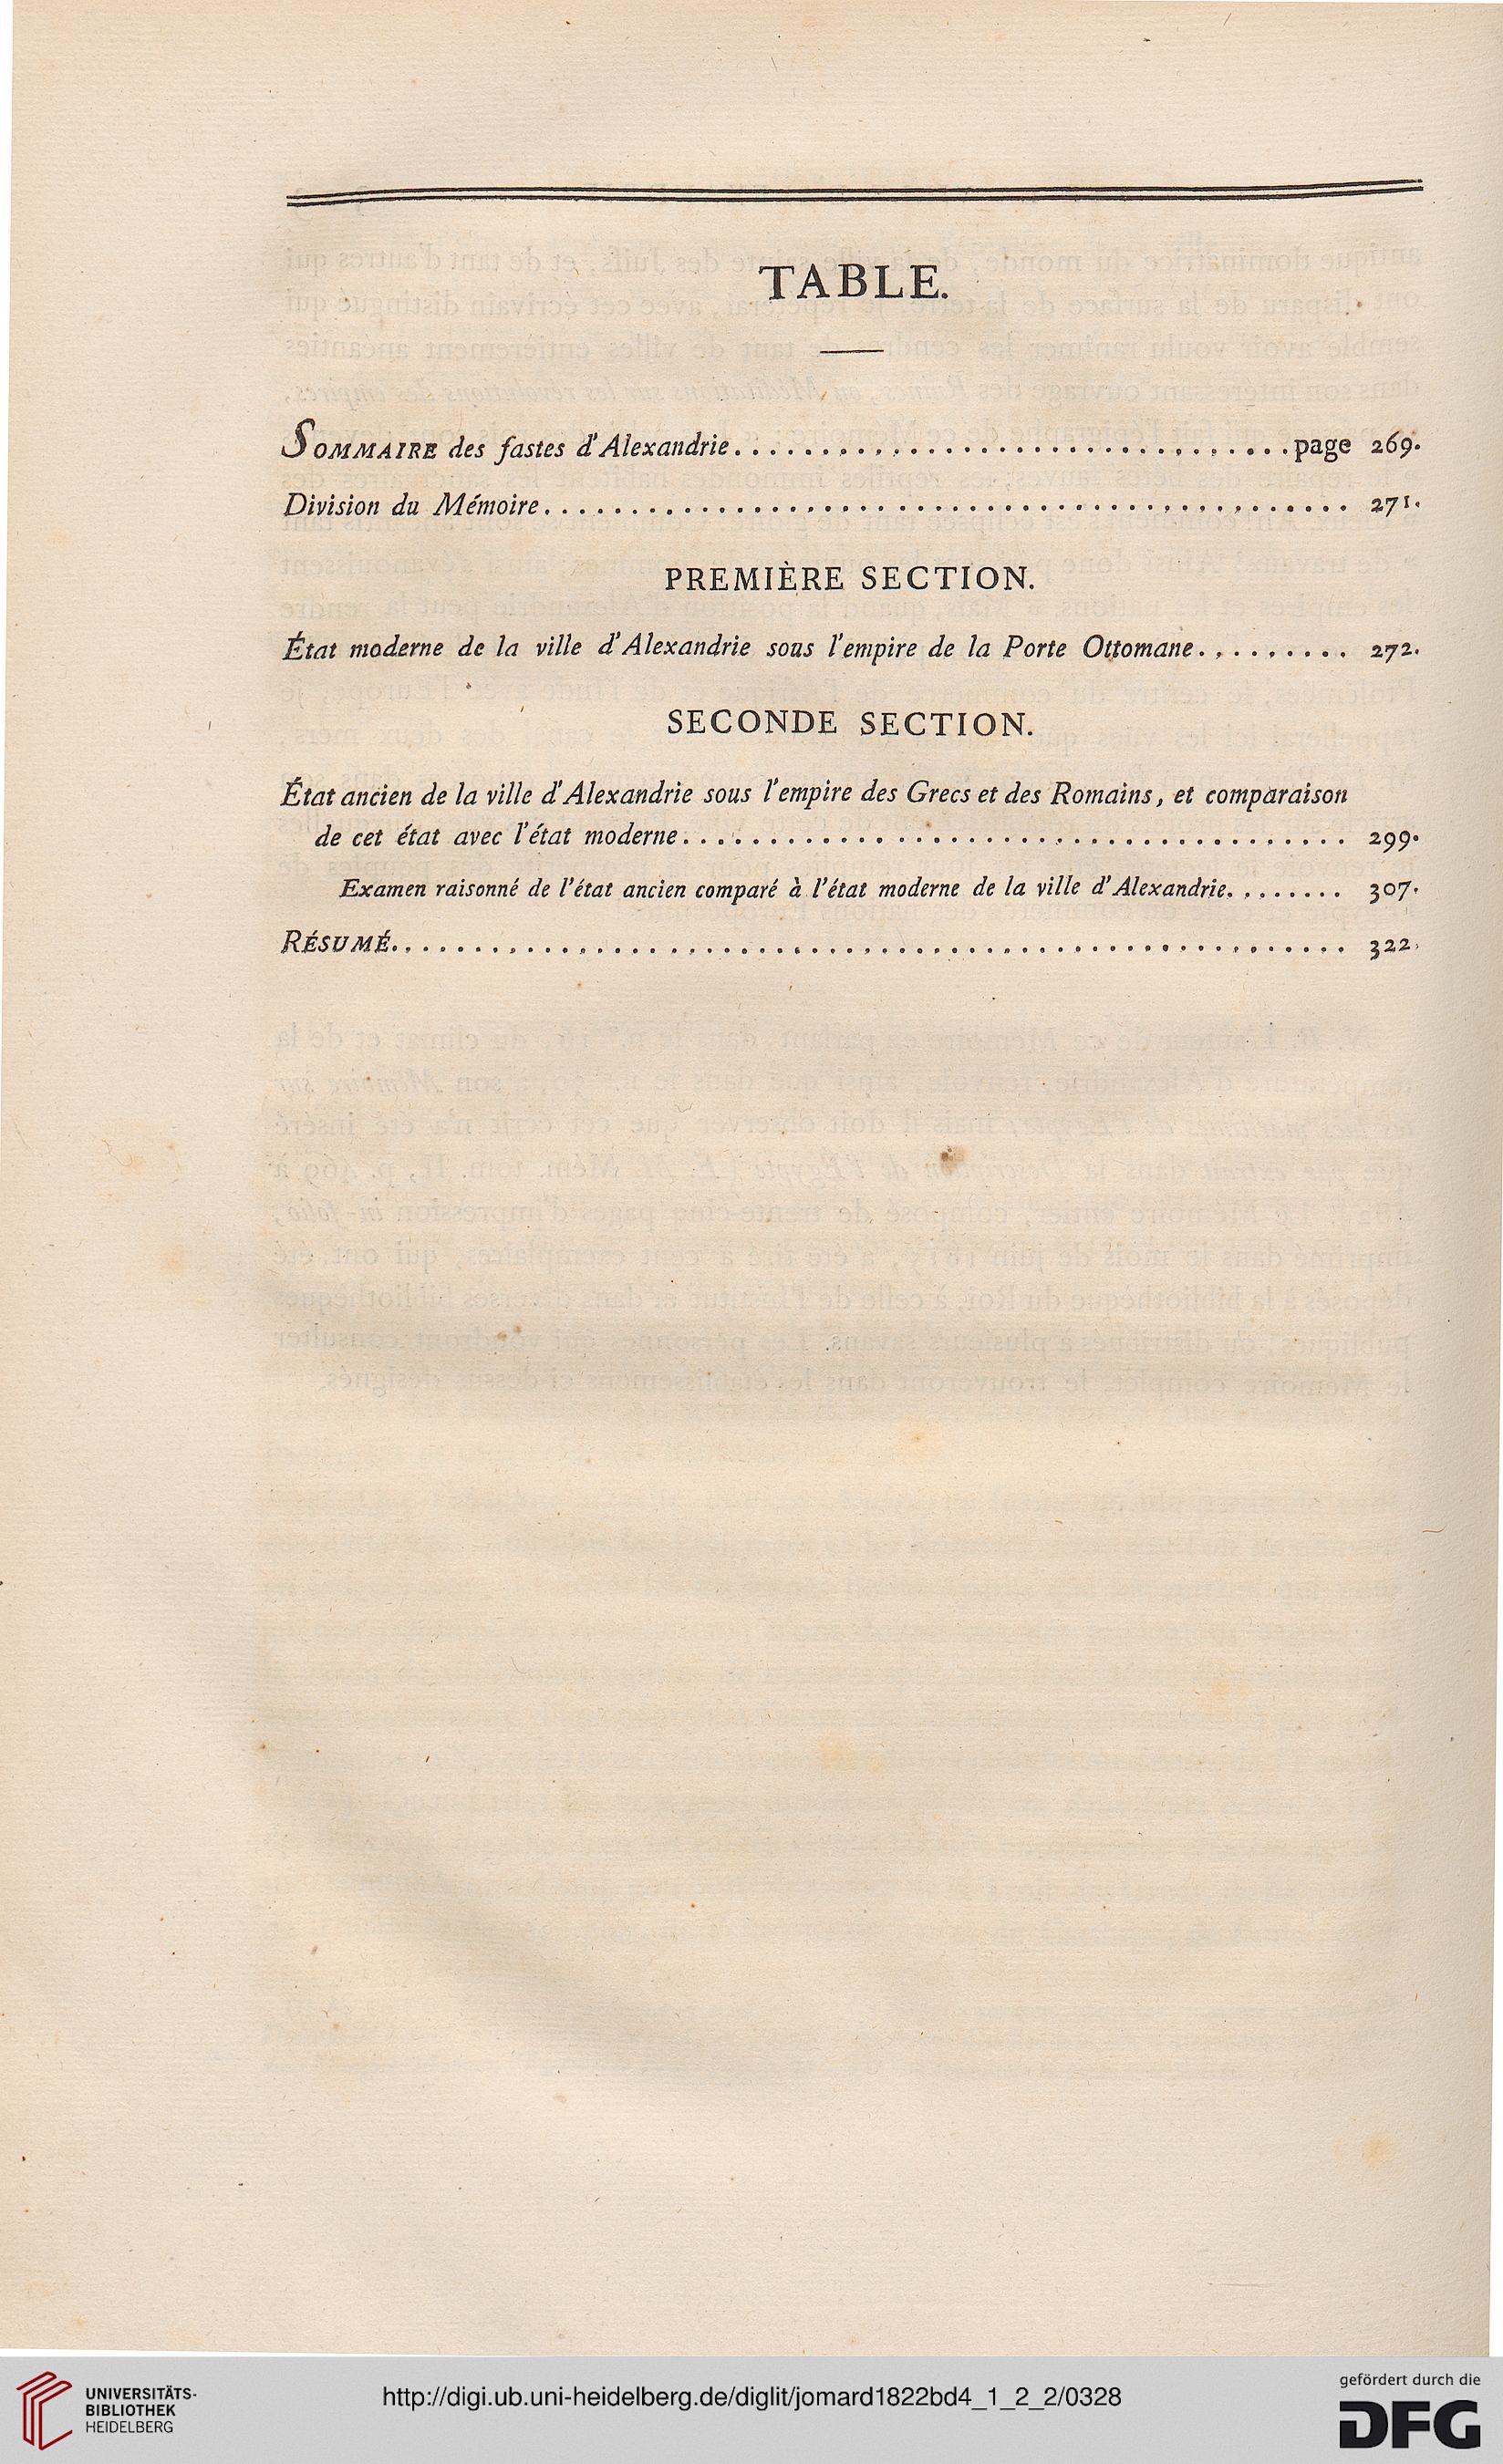 TABLE.
SOMMAIRE des fastes d'Alexandrie................................page 269.
Division du Mémoire............................................... 271.
PREMIÈRE SECTION.
État moderne de la ville d'Alexandrie sous l'empire de la Porte Ottomane......... 272.
SECONDE SECTION.
État ancien de la ville d'Alexandrie sous l'empire des Grecs et des Romains, et comparaison
de cet état avec l'état moderne...................................... 299.
Examen raisonné de l'état ancien comparé à l'état moderne de la ville d'Alexandrie........ 307.
RÉSUMÉ....................................................... 322.
UNIVERSITÄTS-
BIBLIOTHEK
HEIDELBERG
http://digi.ub.uni-heidelberg.de/diglit/jomard1822bd4_1_2_2/0328
gefördert durch die
DFG